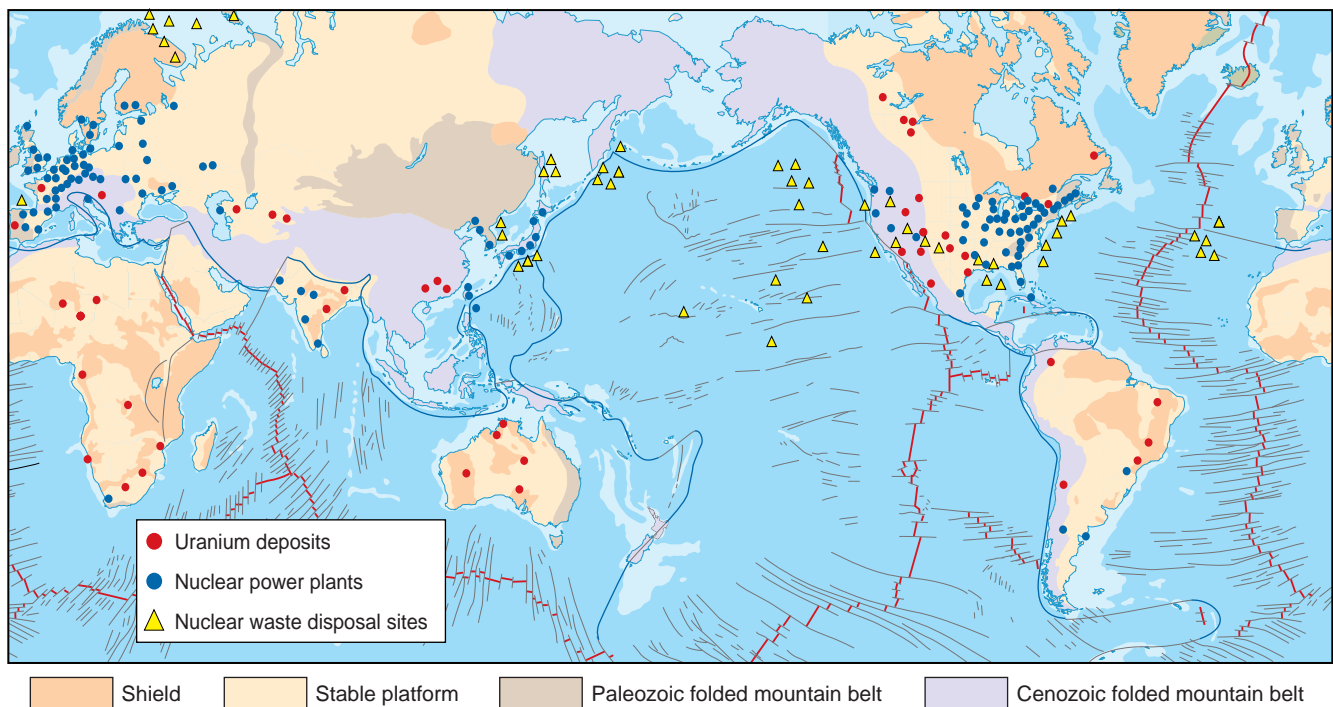 Uranium deposits
Nuclear power plants
Nuclear waste disposal sites
Shield Stable platform Paleozoic folded mountain belt Cenozoic folded mountain belt